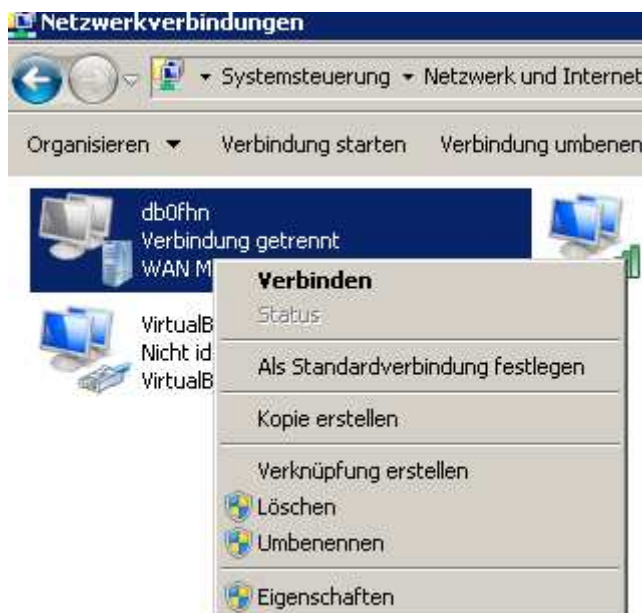 Netzwerkverbindungen
Systemsteuerung Netzwerk und Internet
Organisieren Verbindung starten Verbindung umbenen
db0fhn
Verbindung getrennt
WAN M
VirtualB
Nicht id
VirtualB
Verbinden
Status
Als Standardverbindung festlegen
Kopie erstellen
Verknüpfung erstellen
Löschen
Umbenennen
Eigenschaften